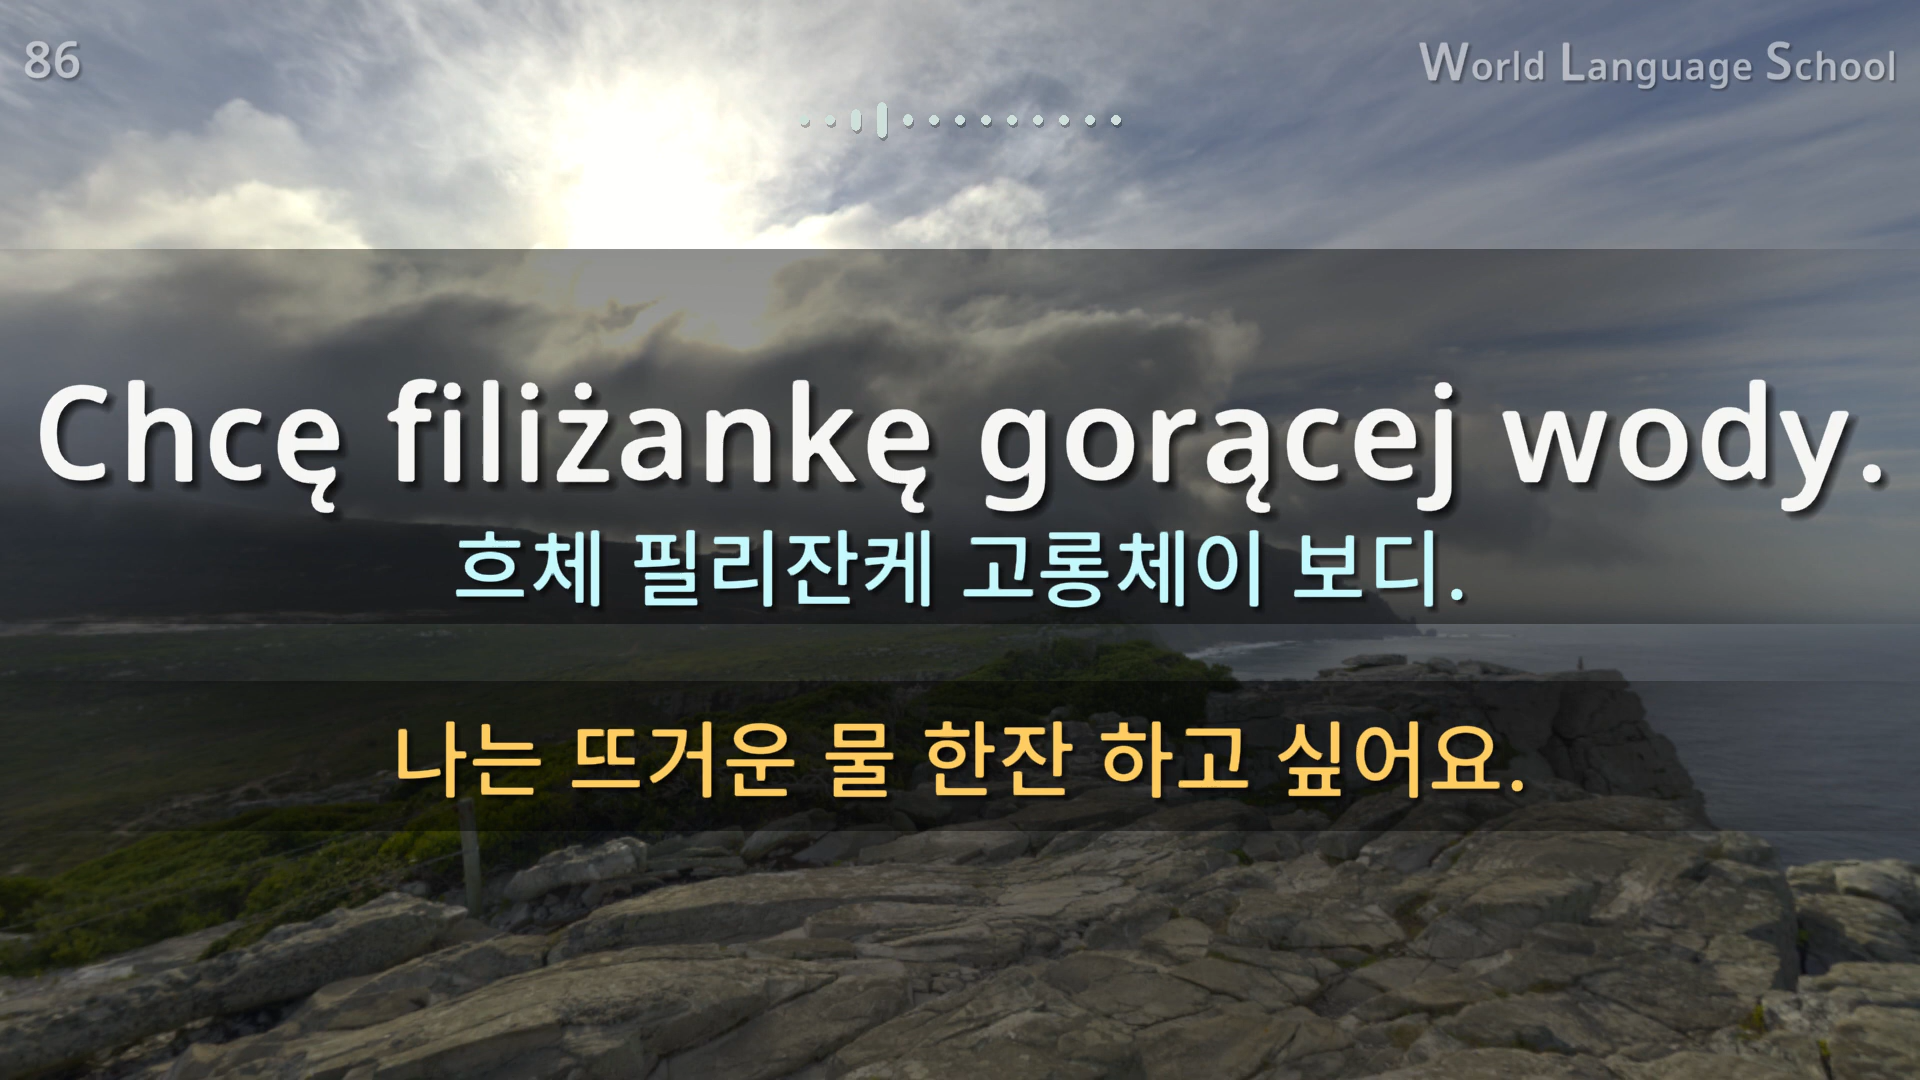 86
World Language School
Chcę filiżankę gorącej wody.
흐체 필리잔케 고롱체이 보디.
나는 뜨거운 물 한잔 하고 싶어요.